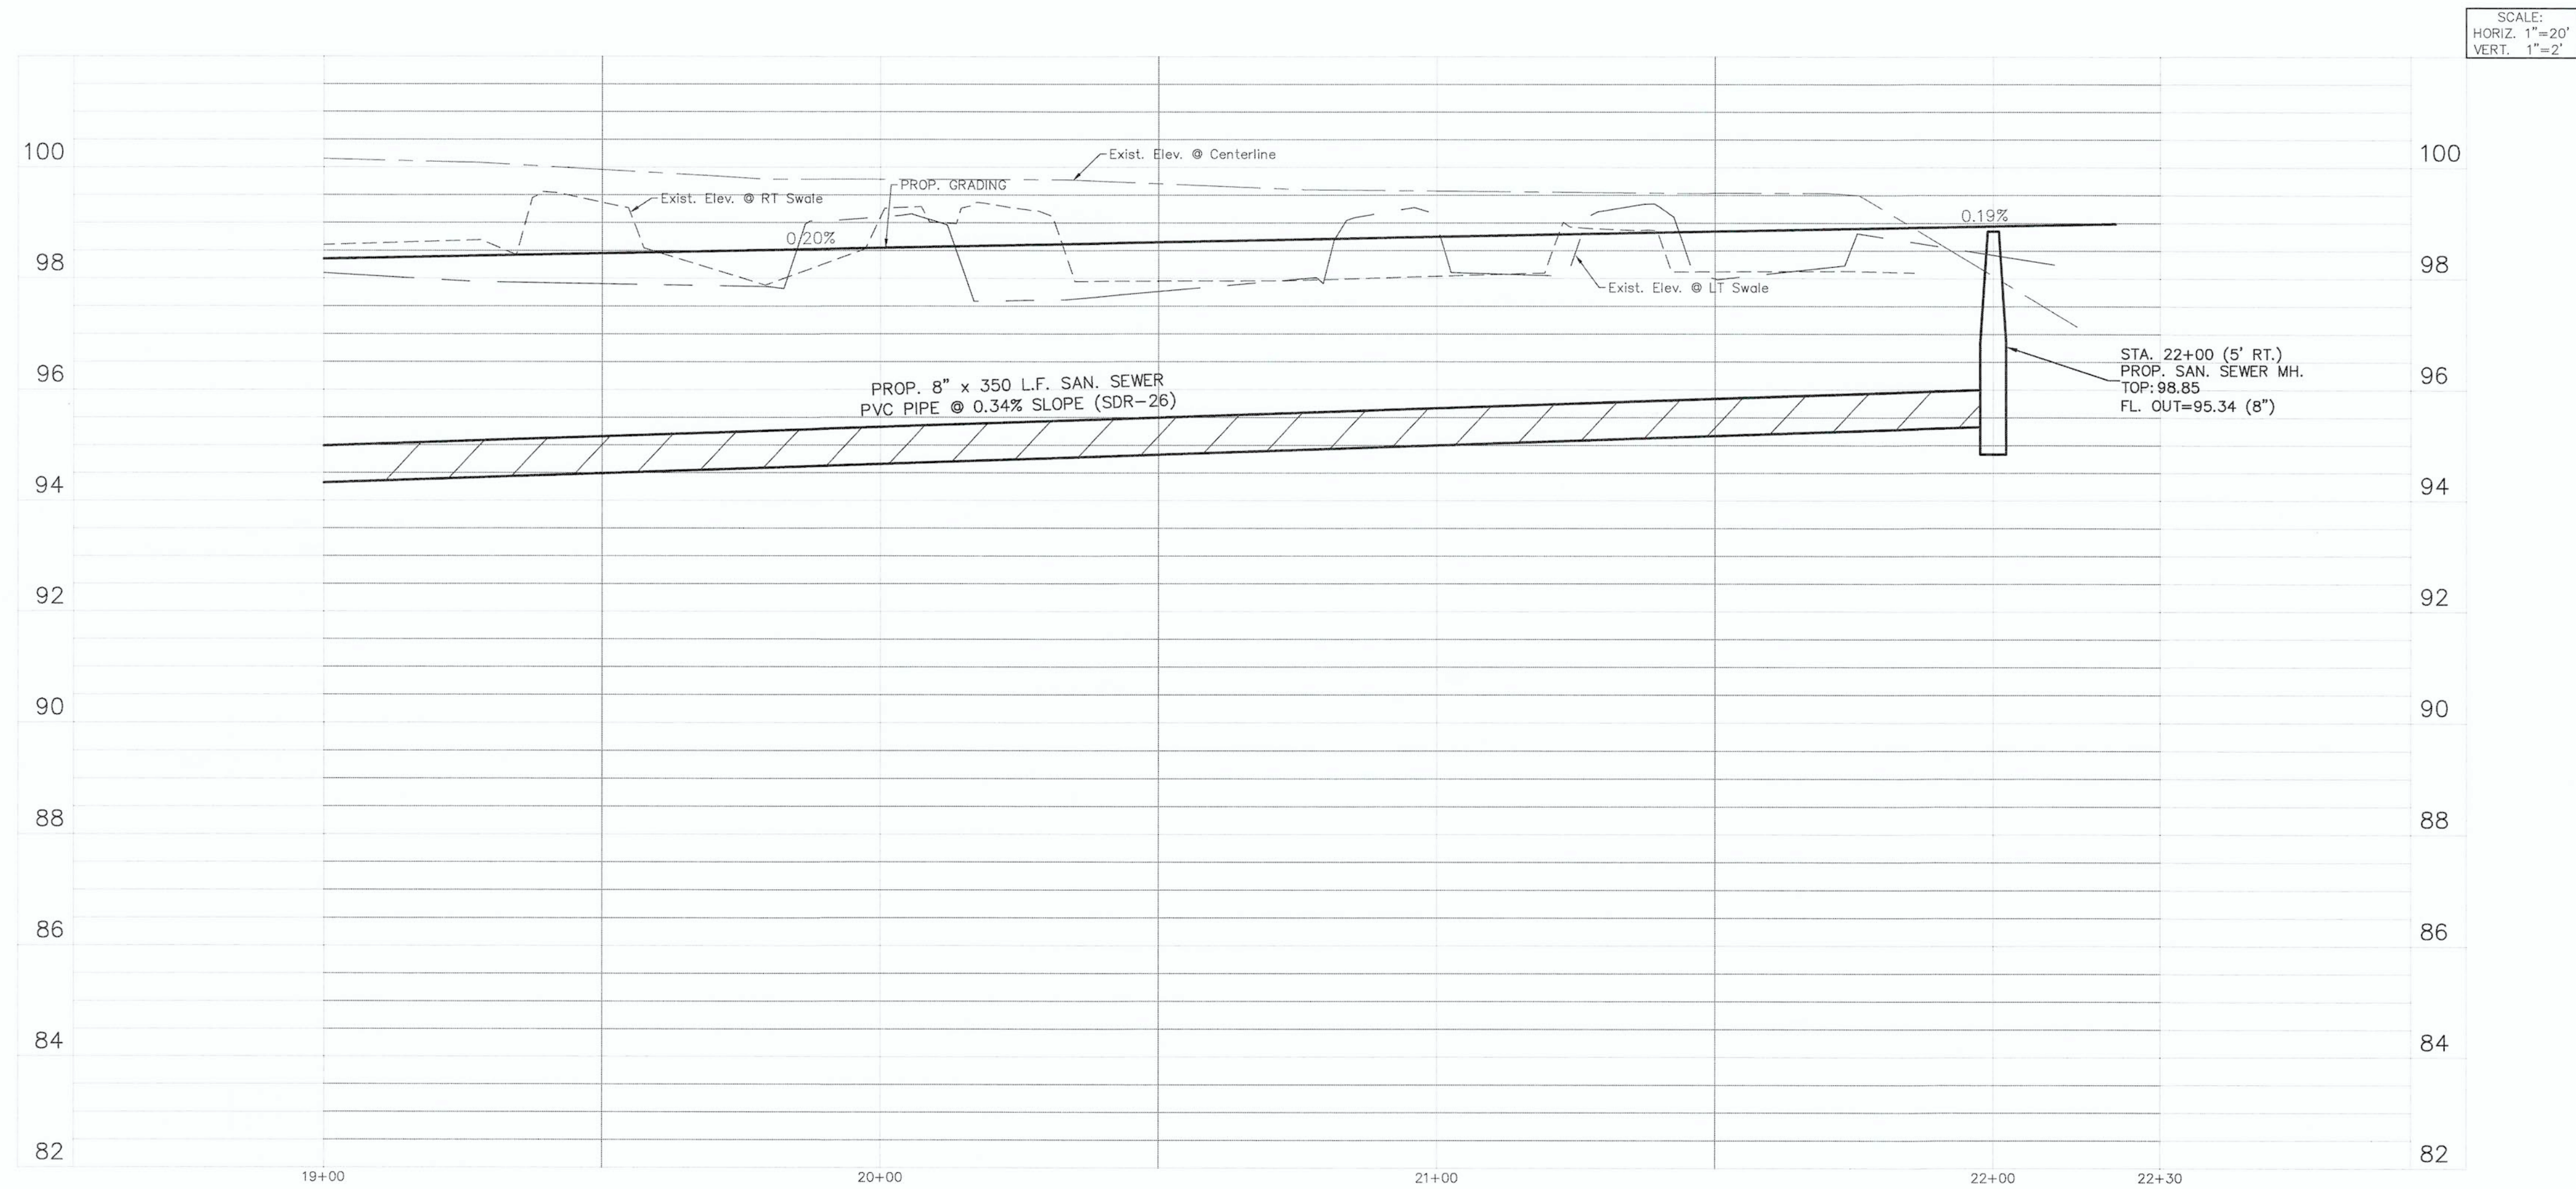 SCALE:
HORIZ. 1"=20'
VERT. 1"=2'
100
100
Exist. Elev. @ Centerline
PROP. GRADING
Exist. Elev. @ RT Swale
0.20%
0.19%
98
98
Exist. Elev. @ LT Swale
STA. 22+00 (5' RT.)
PROP. SAN. SEWER MH.
TOP:98.85
FL. OUT=95.34 (8")
96
96
PROP. 8" x 350 L.F. SAN. SEWER
PVC PIPE @ 0.34% SLOPE (SDR-26)
94
94
92
92
90
90
88
88
86
86
84
84
82
82
19+00
20+00
21+00
22+00
22+30